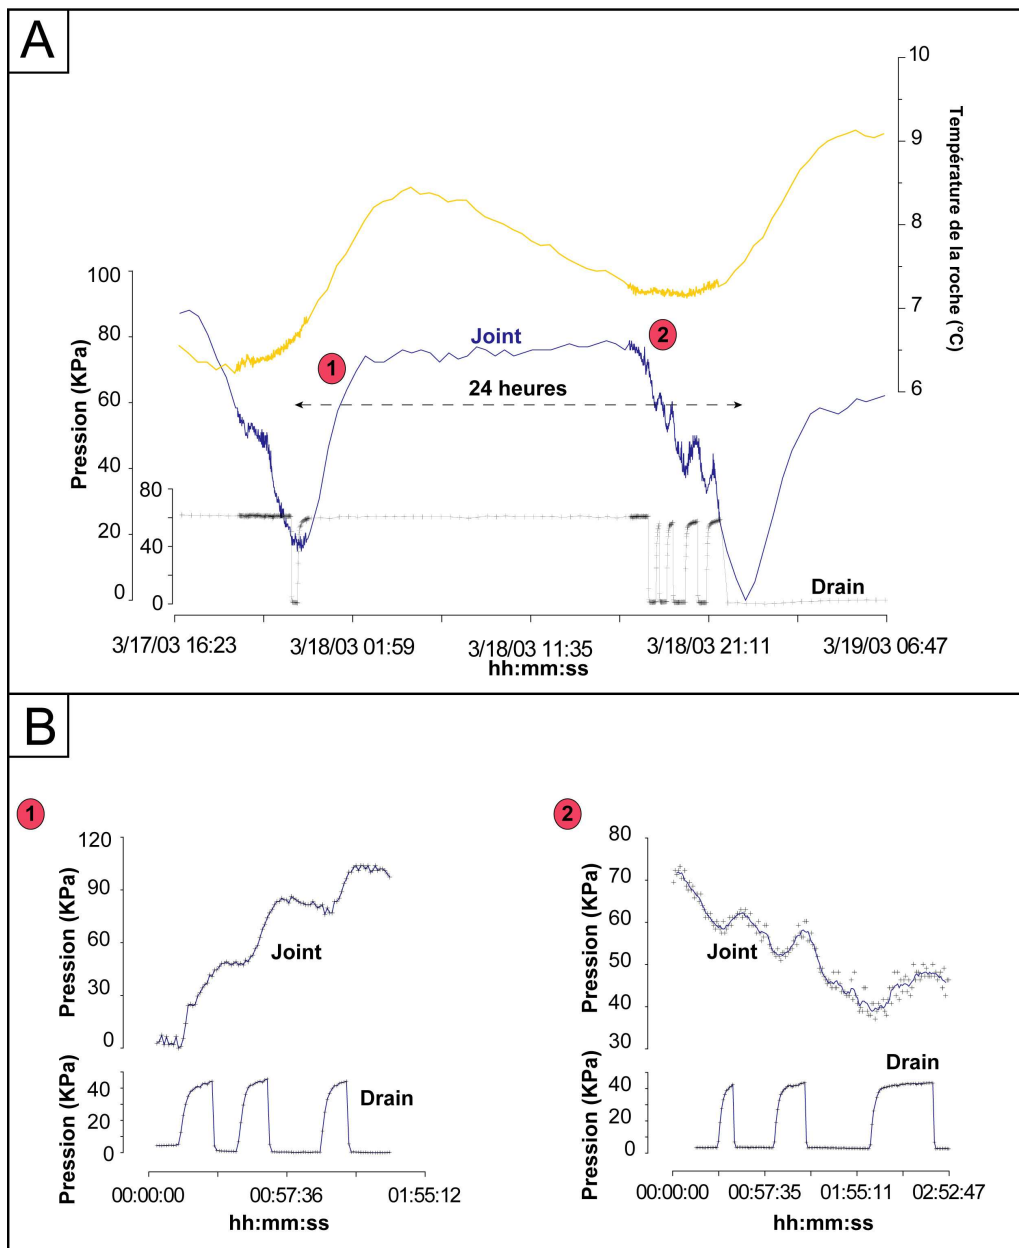 A
10
9
8
7
6
Température de la roche (°C)
100
80
60
40
20
0
Pression (KPa)
80
40
0
Joint
1
2
24 heures
Drain
3/17/03 16:23
3/18/03 01:59
3/18/03 11:35
3/18/03 21:11
3/19/03 06:47
hh:mm:ss
B
1
120
90
60
30
0
Pression (KPa)
Joint
40
20
0
Pression (KPa)
Drain
00:00:00
00:57:36
01:55:12
hh:mm:ss
2
80
70
60
50
40
30
Pression (KPa)
Joint
40
20
0
Pression (KPa)
Drain
00:00:00
00:57:35
01:55:11
02:52:47
hh:mm:ss